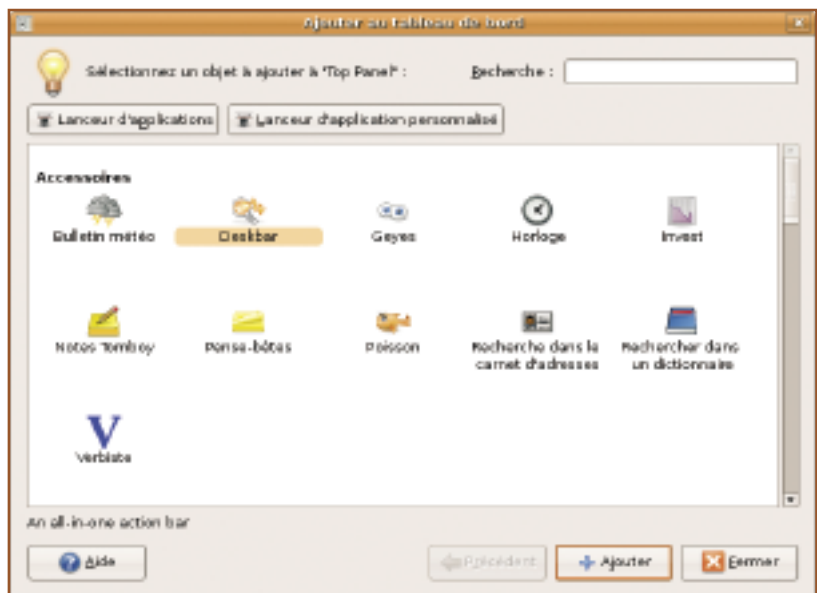 Ajouter au tableau de bord
Sélectionnez un objet à ajouter à "Top Panel" :
Recherche :
Lanceur d'applications
Lanceur d'application personnalisé
Accessoires
Bulletin météo
Deskbar
Geyes
Horloge
Invest
Notes Tomboy
Pense-bêtes
Poisson
Recherche dans le
carnet d'adresses
Rechercher dans
un dictionnaire
V
Verbiste
An all-in-one action bar
Aide
Précédent
Ajouter
Fermer